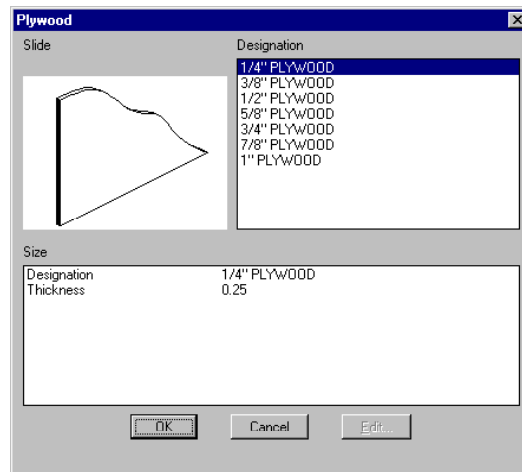 Plywood
Slide
Designation
1/4" PLYWOOD
3/8" PLYWOOD
1/2" PLYWOOD
5/8" PLYWOOD
3/4" PLYWOOD
7/8" PLYWOOD
1" PLYWOOD
Size
Designation 1/4" PLYWOOD
Thickness 0.25
OK Cancel Edit...